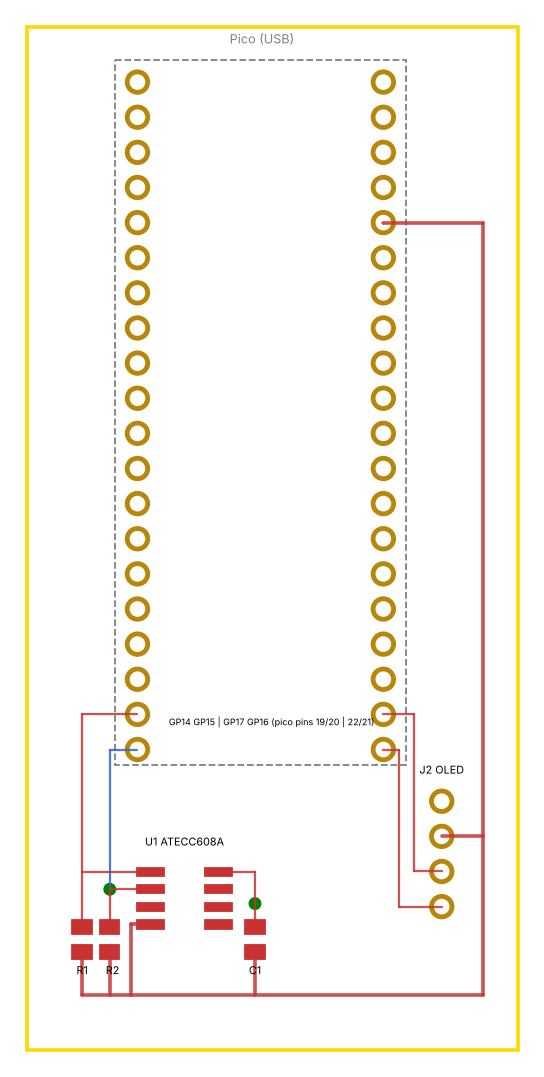 Pico (USB)
GP14 GP15 | GP17 GP16 (pico pins 19/20 | 22/21)
J2 OLED
U1 ATECC608A
R1 R2 C1